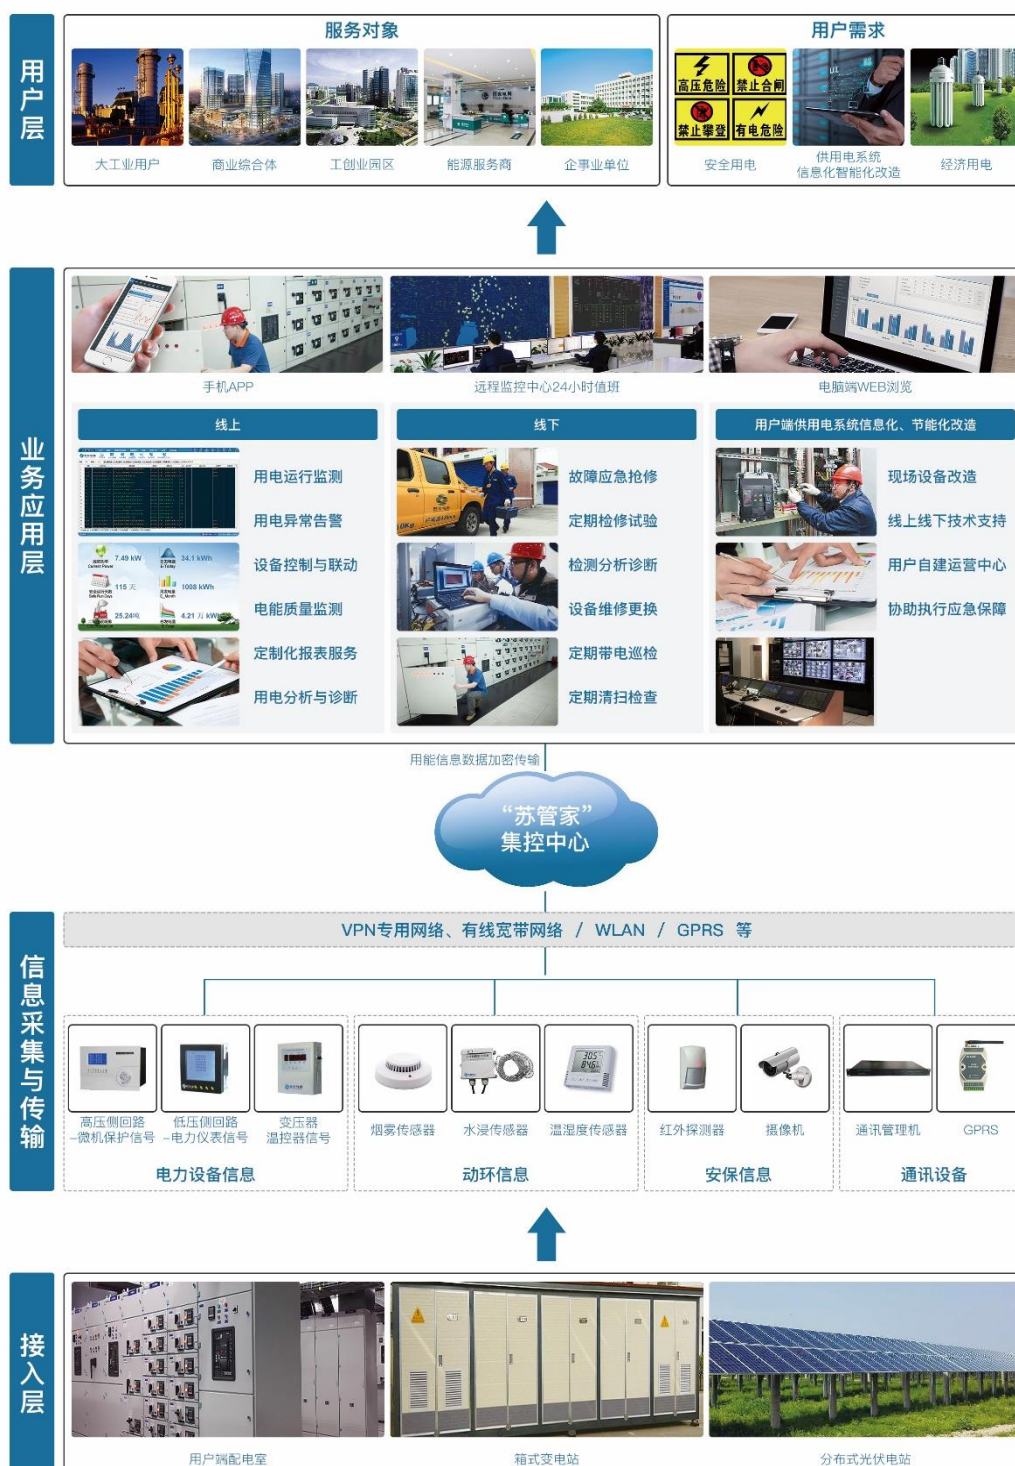 用户层
服务对象
大工业用户
商业综合体
工创业园区
能源服务商
企事业单位
用户需求
高压危险
禁止合闸
禁止攀登
有电危险
安全用电
供用电系统
信息化智能化改造
经济用电
业务应用层
手机APP
远程监控中心24小时值班
电脑端WEB浏览
线上
用电运行监测
用电异常告警
7.49 kW
34.1 kWh
115 天
1008 kWh
25.24吨
4.21 万 kWh
设备控制与联动
电能质量监测
定制化报表服务
用电分析与诊断
线下
故障应急抢修
定期检修试验
检测分析诊断
设备维修更换
定期带电巡检
定期清扫检查
用户端供用电系统信息化、节能化改造
现场设备改造
线上线下技术支持
用户自建运营中心
协助执行应急保障
用能信息数据加密传输
“苏管家”
集控中心
信息采集与传输
VPN专用网络、有线宽带网络 / WLAN / GPRS 等
高压侧回路
-微机保护信号
低压侧回路
-电力仪表信号
变压器
温控器信号
电力设备信息
烟雾传感器
水浸传感器
温湿度传感器
动环信息
红外探测器
摄像机
安保信息
通讯管理机
GPRS
通讯设备
接入层
用户端配电室
箱式变电站
分布式光伏电站